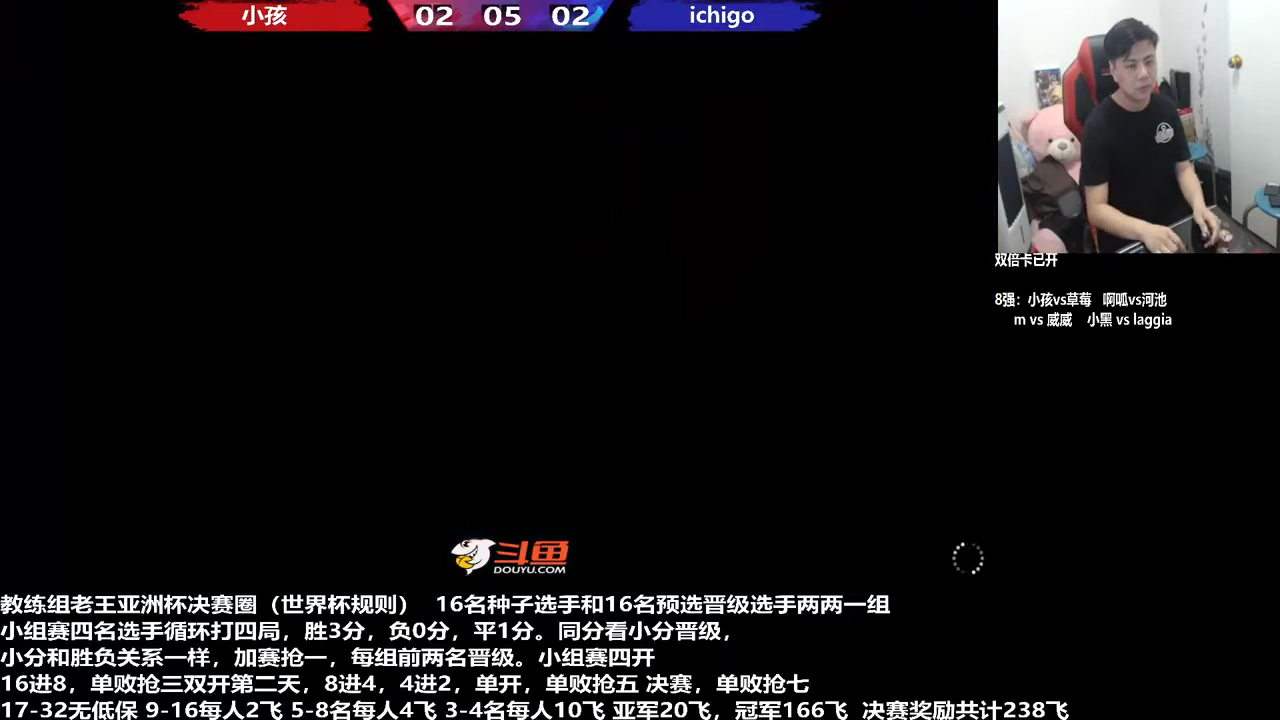 小孩 02 05 02 ichigo
双倍卡已开
8强：小孩vs草莓 啊呱vs河池
m vs 威威 小黑 vs laggia
斗鱼
DOUYU.COM
教练组老王亚洲杯决赛圈（世界杯规则） 16名种子选手和16名预选晋级选手两两一组
小组赛四名选手循环打四局，胜3分，负0分，平1分。同分看小分晋级，
小分和胜负关系一样，加赛抢一，每组前两名晋级。小组赛四开
16进8，单败抢三双开第二天，8进4，4进2，单开，单败抢五 决赛，单败抢七
17-32无低保 9-16每人2飞 5-8名每人4飞 3-4名每人10飞 亚军20飞，冠军166飞 决赛奖励共计238飞